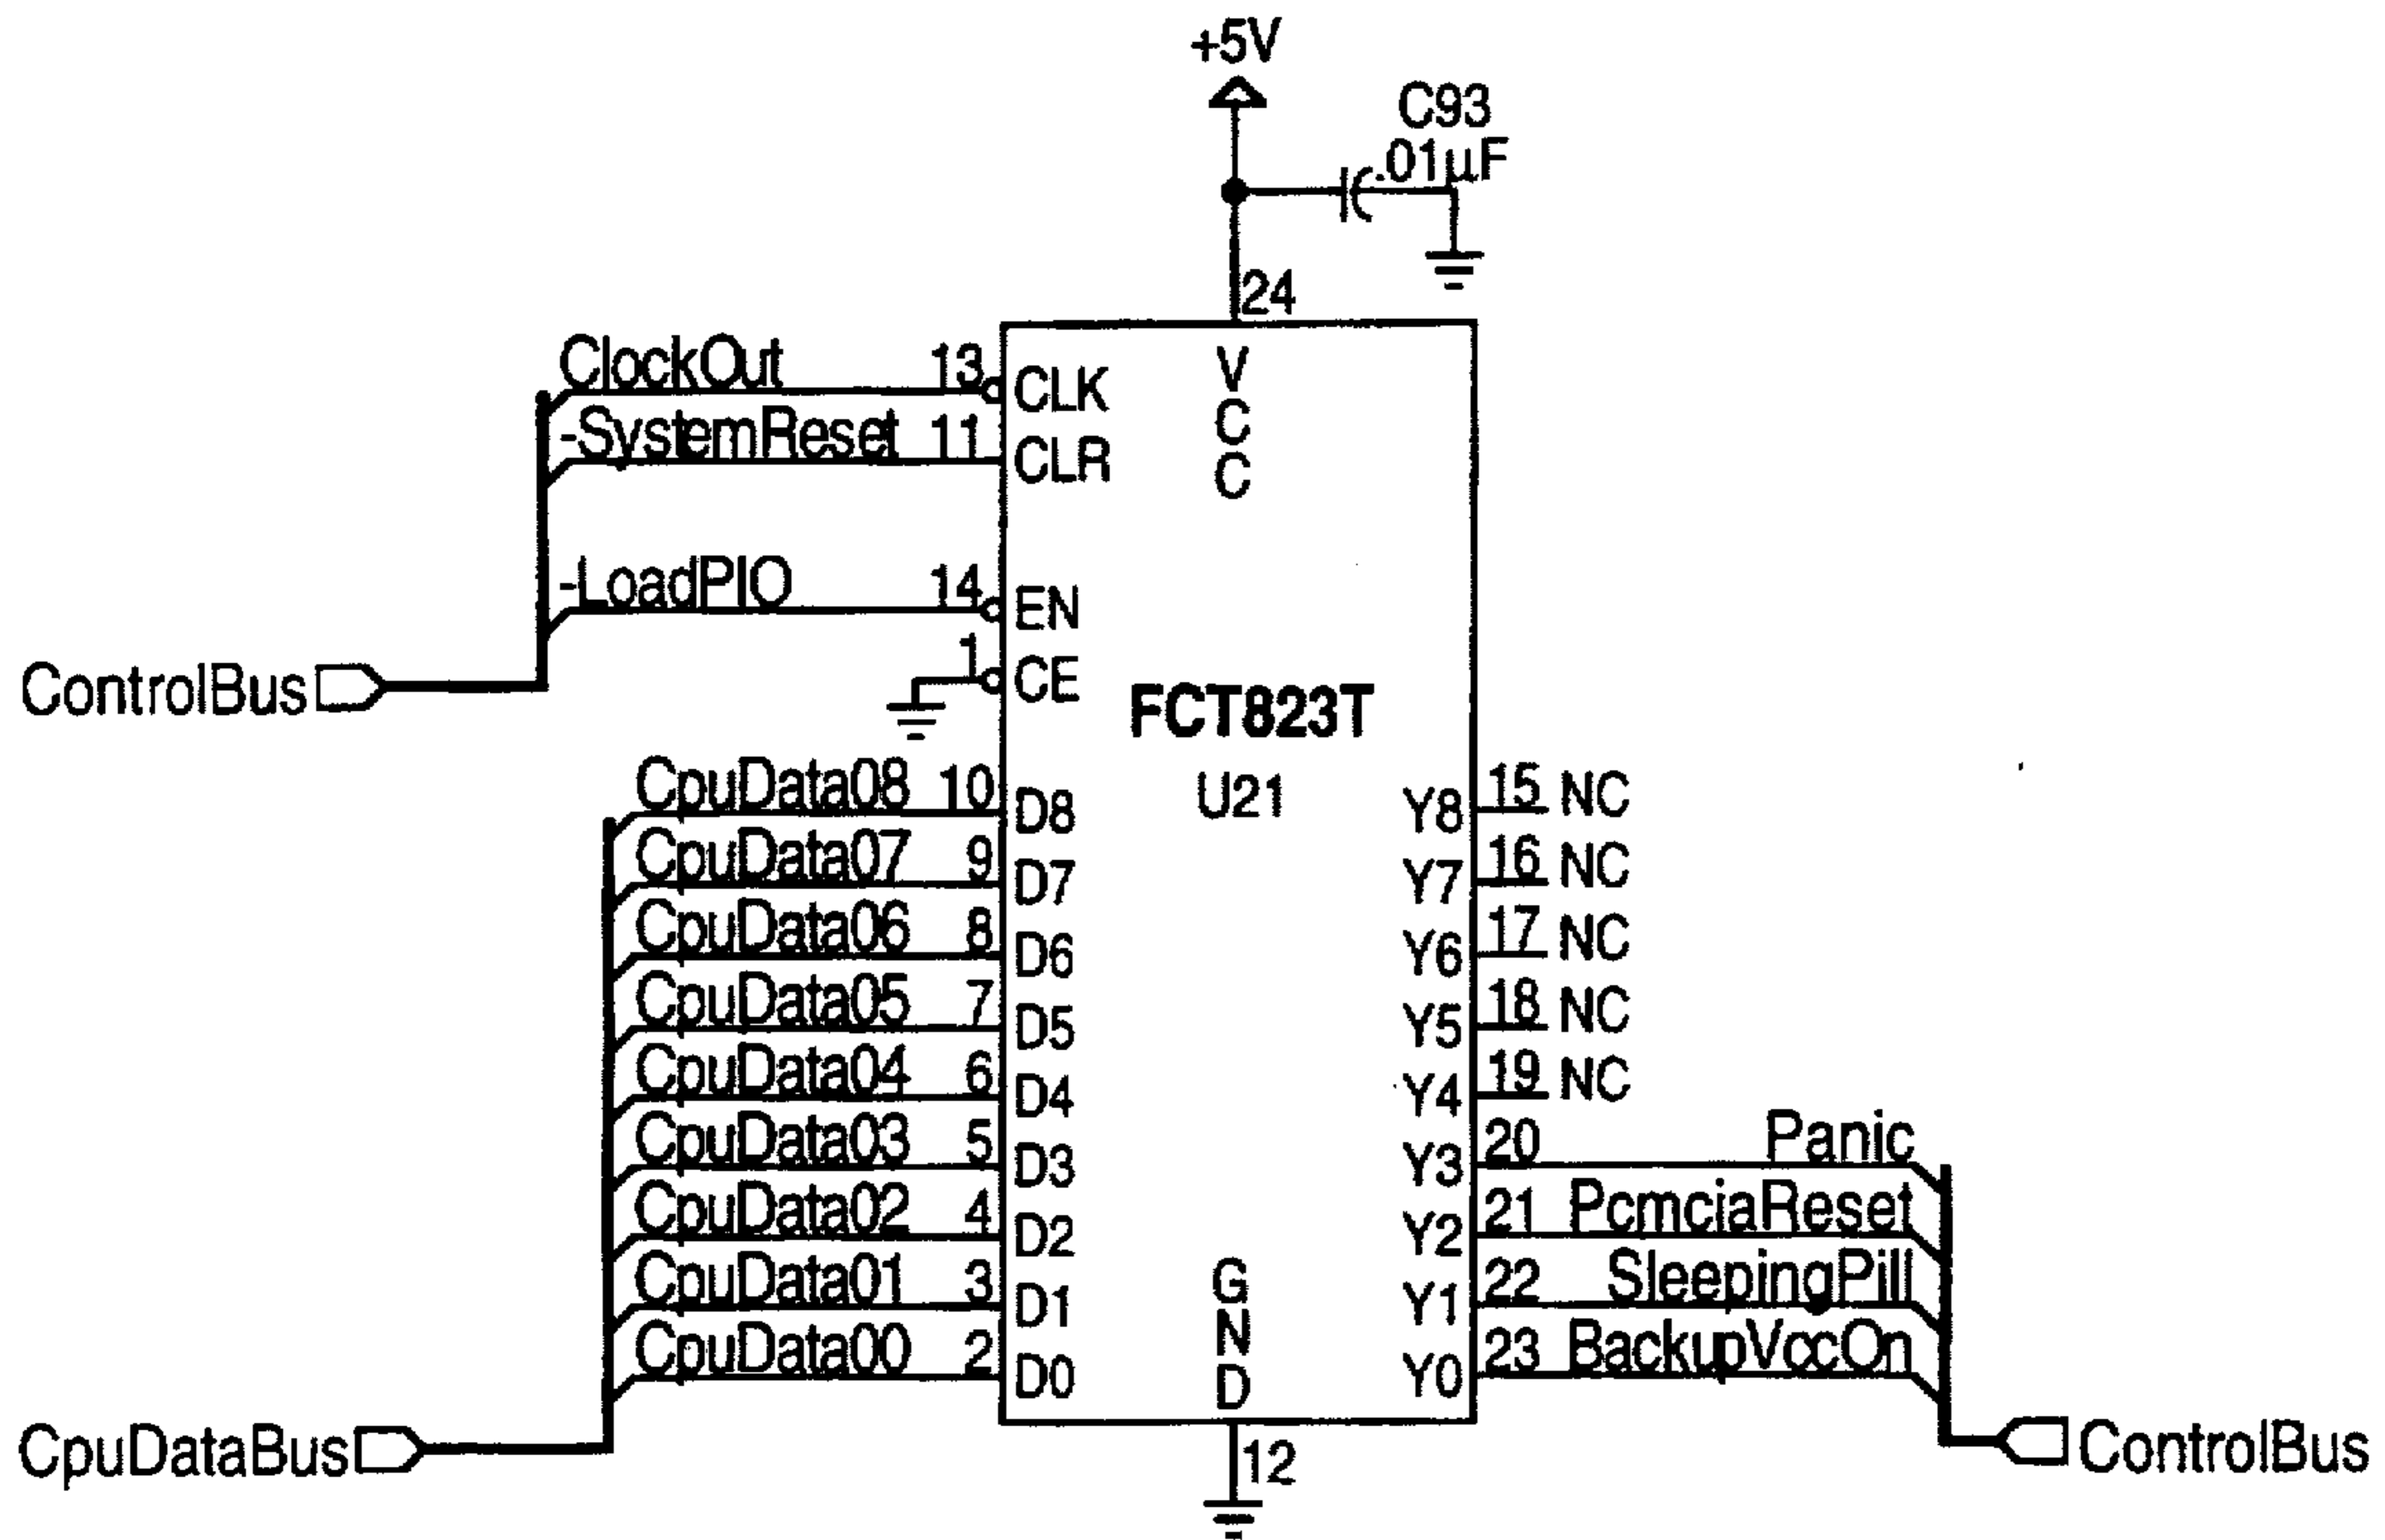 +5V
C93
.01µF
24
ClockOut 13 CLK
-SystemReset 11 CLR
VCC
-LoadPIO 14 EN
1 CE
ControlBus
FCT823T
U21
CpuData08 10 D8
Y8 15 NC
CpuData07 9 D7
Y7 16 NC
CpuData06 8 D6
Y6 17 NC
CpuData05 7 D5
Y5 18 NC
CpuData04 6 D4
Y4 19 NC
CpuData03 5 D3
Y3 20 Panic
CpuData02 4 D2
Y2 21 PcmciaReset
CpuData01 3 D1
Y1 22 SleepingPill
CpuData00 2 D0
Y0 23 BackupVccOn
GND
CpuDataBus
12
ControlBus